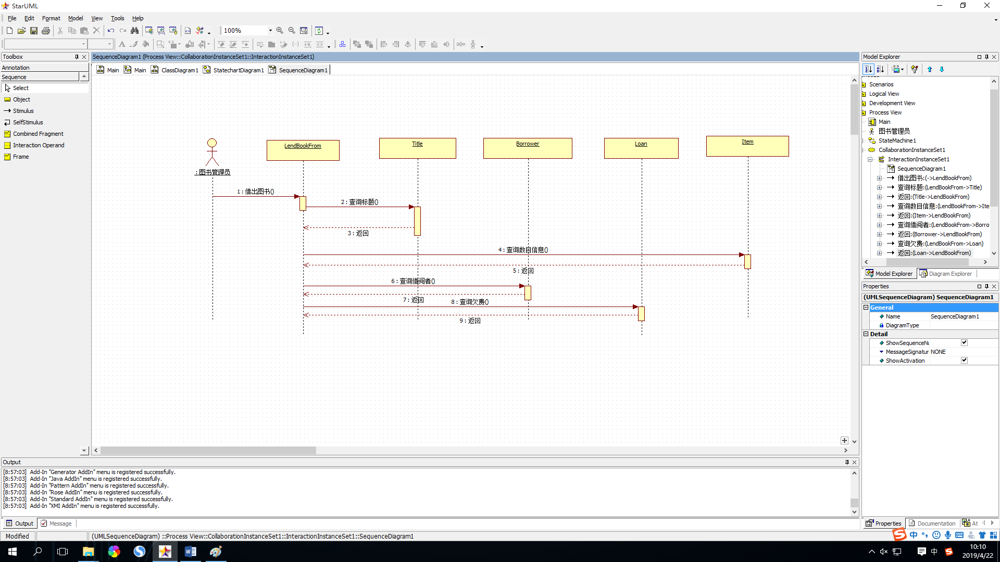 StarUML
File Edit Format Model View Tools Help
100%
Toolbox
Annotation
Sequence
Select
Object
Stimulus
SelfStimulus
Combined Fragment
Interaction Operand
Frame
SequenceDiagram1 (Process View::CollaborationInstanceSet1::InteractionInstanceSet1)
Main Main ClassDiagram1 StatechartDiagram1 SequenceDiagram1
: 图书管理员
LendBookFrom
Title
Borrower
Loan
Item
1 : 借出图书()
2 : 查询标题()
3 : 返回
4 : 查询数目信息()
5 : 返回
6 : 查询借阅者()
7 : 返回
8 : 查询欠费()
9 : 返回
Model Explorer
Scenarios
Logical View
Development View
Process View
Main
图书管理员
StateMachine1
CollaborationInstanceSet1
InteractionInstanceSet1
SequenceDiagram1
借出图书:(->LendBookFrom)
查询标题:(LendBookFrom->Title)
返回:(Title->LendBookFrom)
查询数目信息:(LendBookFrom->Ite
返回:(Item->LendBookFrom)
查询借阅者:(LendBookFrom->Borro
返回:(Borrower->LendBookFrom)
查询欠费:(LendBookFrom->Loan)
返回:(Loan->LendBookFrom)
Model Explorer Diagram Explorer
Properties
(UMLSequenceDiagram) SequenceDiagram1
General
Name SequenceDiagram1
DiagramType
Detail
ShowSequenceNu
MessageSignatur NONE
ShowActivation
Properties Documentation At
Output
[8:57:03] Add-In "Generator AddIn" menu is registered successfully.
[8:57:03] Add-In "Java AddIn" menu is registered successfully.
[8:57:03] Add-In "Pattern AddIn" menu is registered successfully.
[8:57:03] Add-In "Rose AddIn" menu is registered successfully.
[8:57:03] Add-In "Standard AddIn" menu is registered successfully.
[8:57:03] Add-In "XMI AddIn" menu is registered successfully.
Output Message
Modified
(UMLSequenceDiagram) ::Process View::CollaborationInstanceSet1::InteractionInstanceSet1::SequenceDiagram1
中
中
10:10
2019/4/22